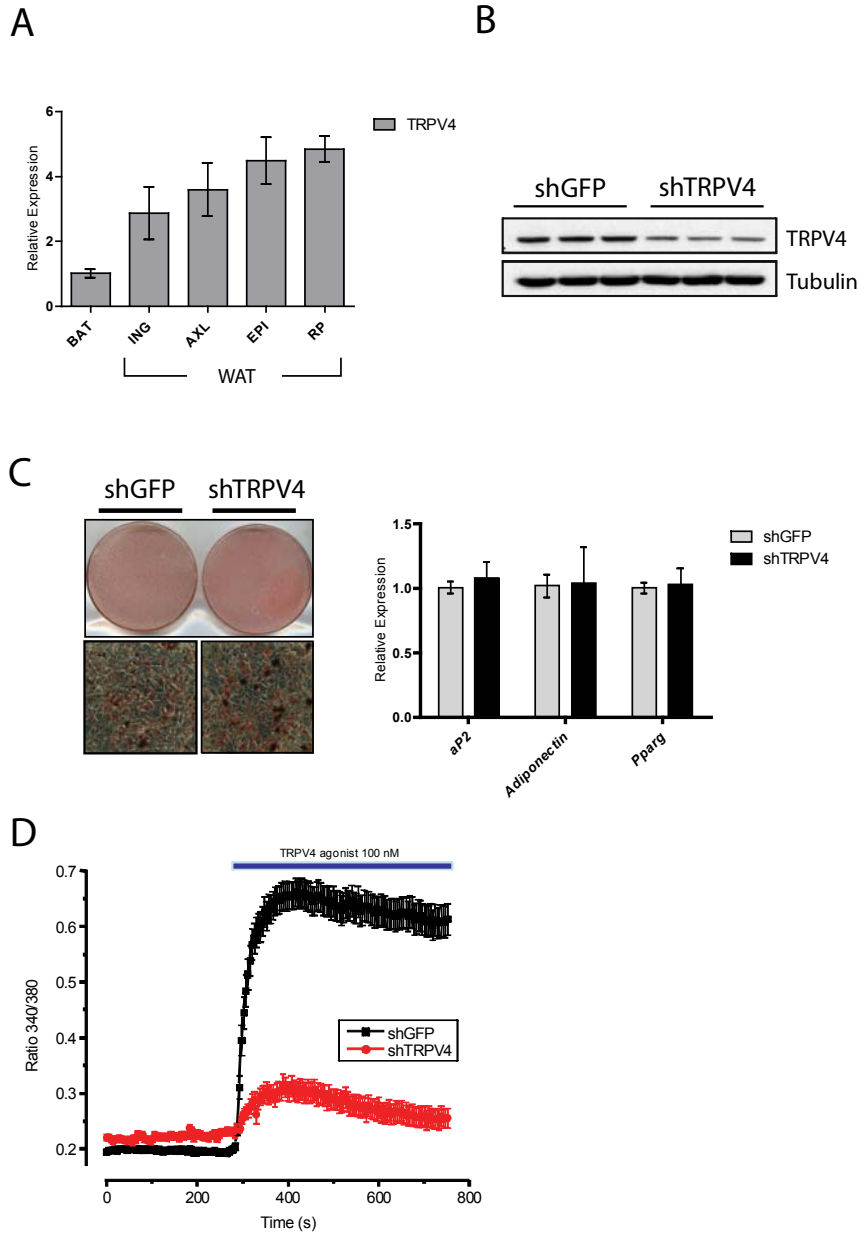 A
6
4
2
0
Relative Expression
TRPV4
BAT
ING
AXL
EPI
RP
WAT
B
shGFP shTRPV4
TRPV4
Tubulin
C
shGFP shTRPV4
1.5
1.0
0.5
0.0
Relative Expression
shGFP
shTRPV4
aP2
Adiponectin
Pparg
D
TRPV4 agonist 100 nM
0.7
0.6
0.5
0.4
0.3
0.2
Ratio 340/380
shGFP
shTRPV4
0 200 400 600 800
Time (s)